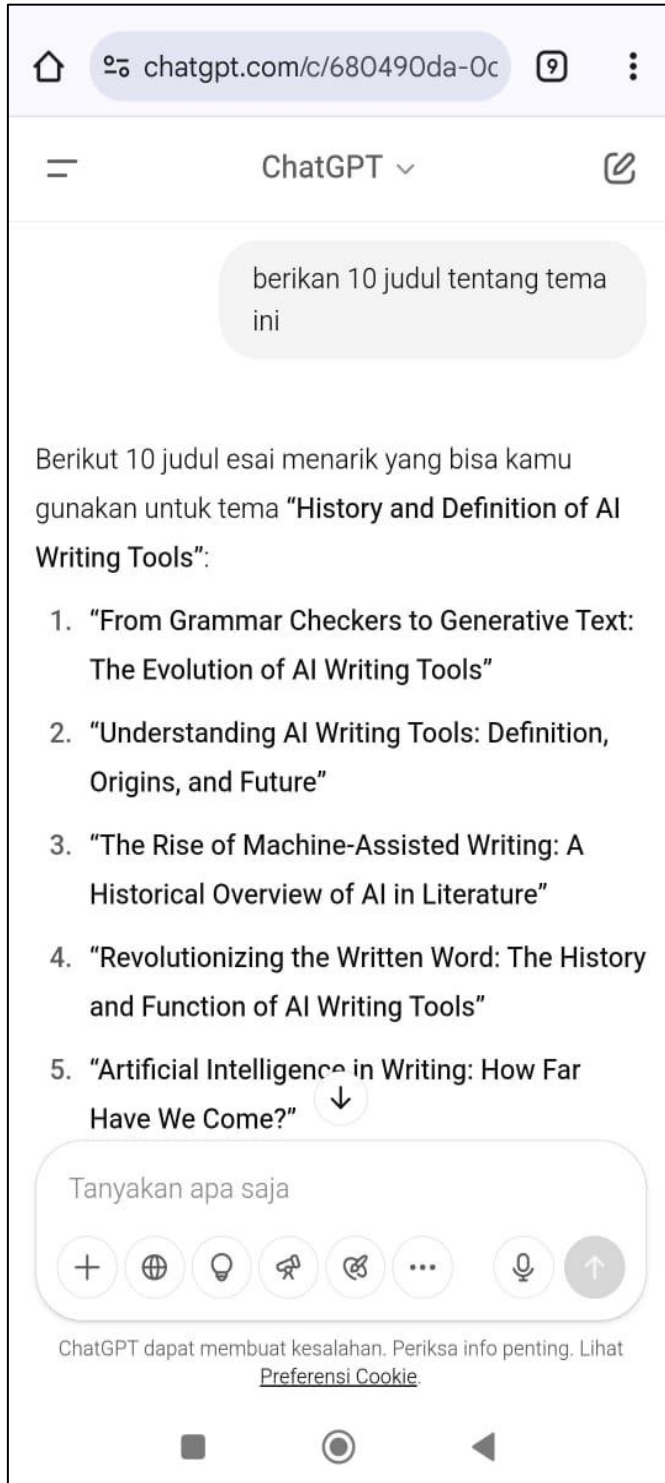 chatgpt.com/c/680490da-0c
9
ChatGPT
berikan 10 judul tentang tema
ini
Berikut 10 judul esai menarik yang bisa kamu
gunakan untuk tema “History and Definition of AI
Writing Tools”:
1. “From Grammar Checkers to Generative Text:
The Evolution of AI Writing Tools”
2. “Understanding AI Writing Tools: Definition,
Origins, and Future”
3. “The Rise of Machine-Assisted Writing: A
Historical Overview of AI in Literature”
4. “Revolutionizing the Written Word: The History
and Function of AI Writing Tools”
5. “Artificial Intelligence in Writing: How Far
Have We Come?”
Tanyakan apa saja
ChatGPT dapat membuat kesalahan. Periksa info penting. Lihat
Preferensi Cookie.